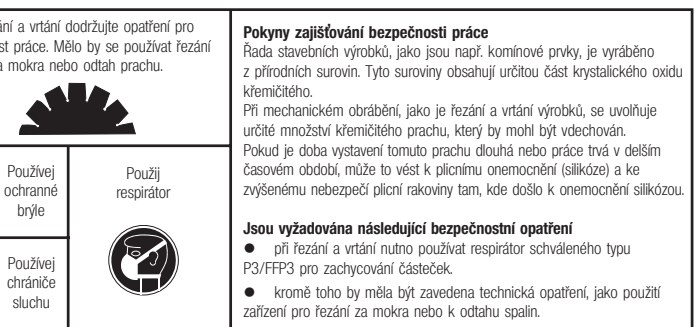 ání a vrtání dodržujte opatření pro
st práce. Mělo by se používat řezání
a mokra nebo odtah prachu.
Používej
ochranné
brýle
Použij
respirátor
Používej
chrániče
sluchu
Pokyny zajišťování bezpečnosti práce
Řada stavebních výrobků, jako jsou např. komínové prvky, je vyráběno
z přírodních surovin. Tyto suroviny obsahují určitou část krystalického oxidu
křemičitého.
Při mechanickém obrábění, jako je řezání a vrtání výrobků, se uvolňuje
určité množství křemičitého prachu, který by mohl být vdechován.
Pokud je doba vystavení tomuto prachu dlouhá nebo práce trvá v delším
časovém období, může to vést k plicnímu onemocnění (silikóze) a ke
zvýšenému nebezpečí plicní rakoviny tam, kde došlo k onemocnění silikózou.
Jsou vyžadována následující bezpečnostní opatření
● při řezání a vrtání nutno používat respirátor schváleného typu
P3/FFP3 pro zachycování částeček.
● kromě toho by měla být zavedena technická opatření, jako použití
zařízení pro řezání za mokra nebo k odtahu spalin.